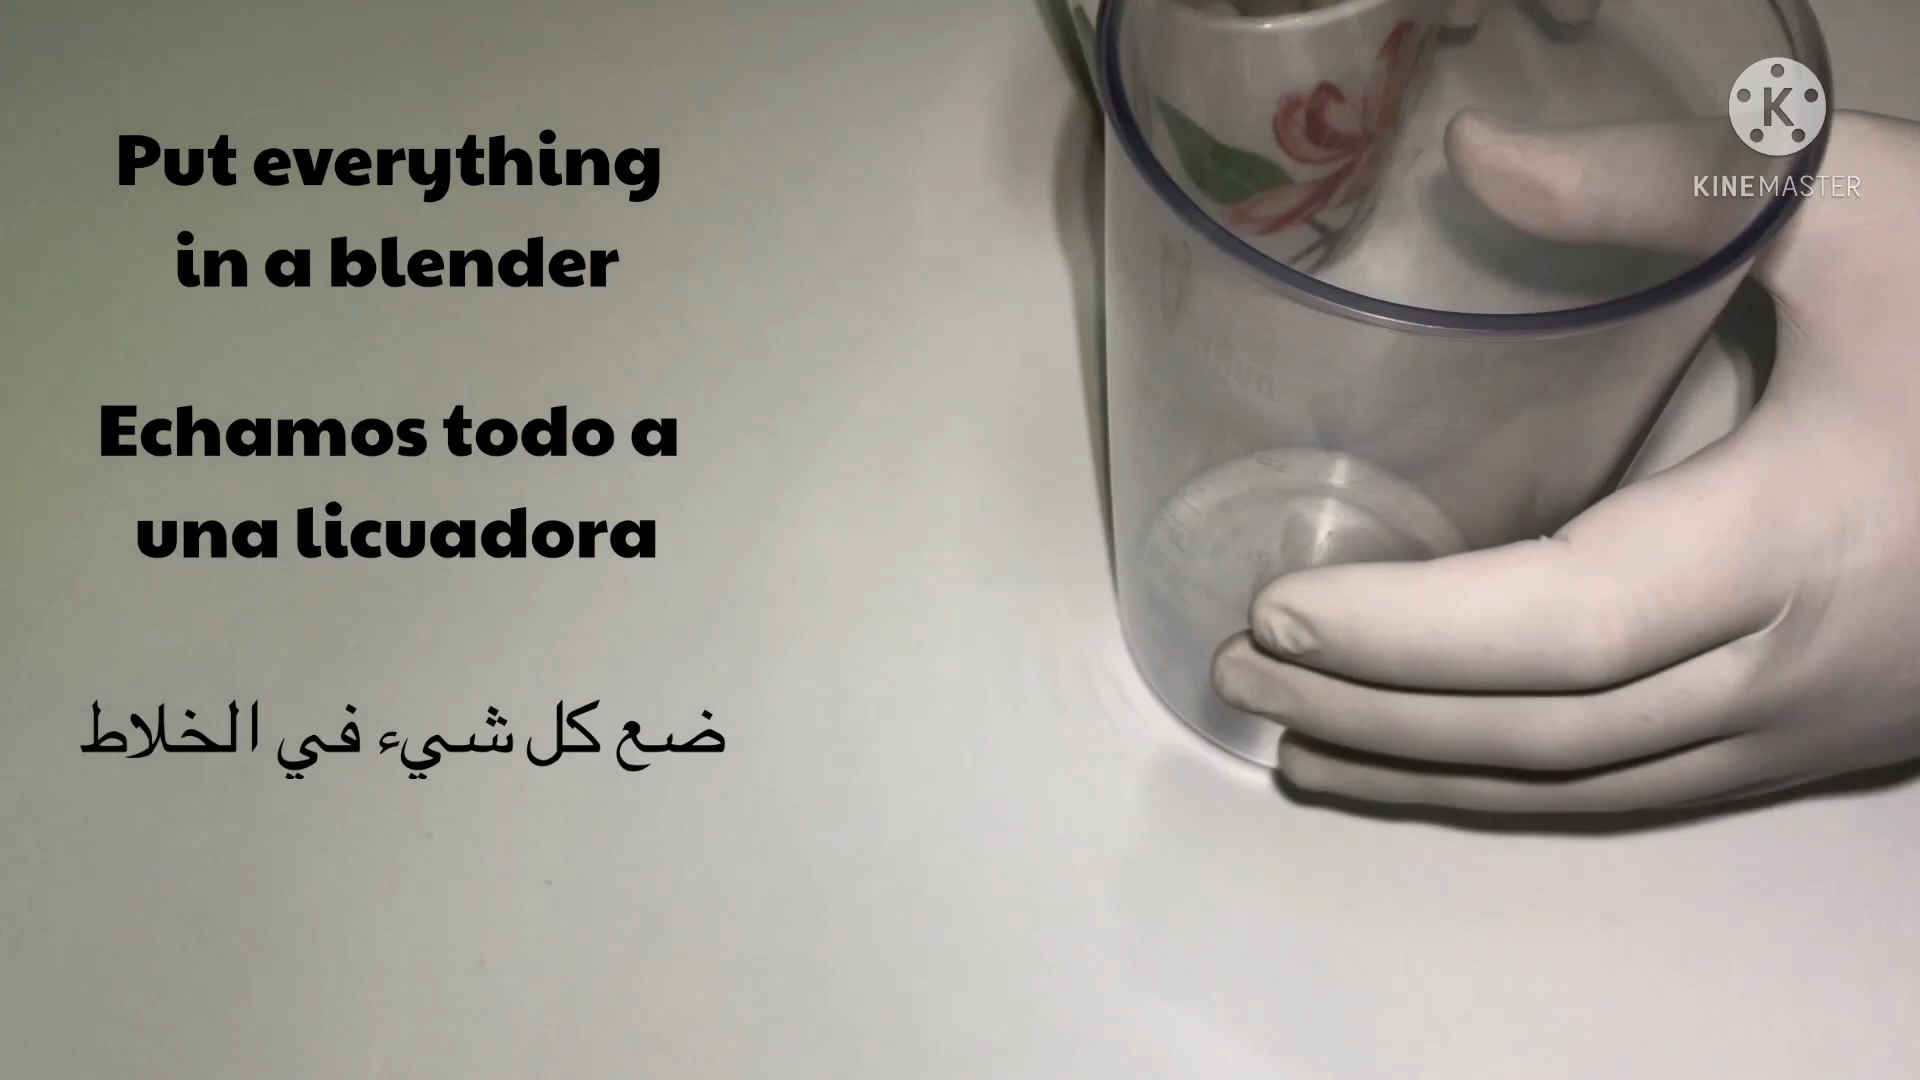 Put everything
in a blender
Echamos todo a
una licuadora
ضع كل شيء في الخلاط
K
KINEMASTER